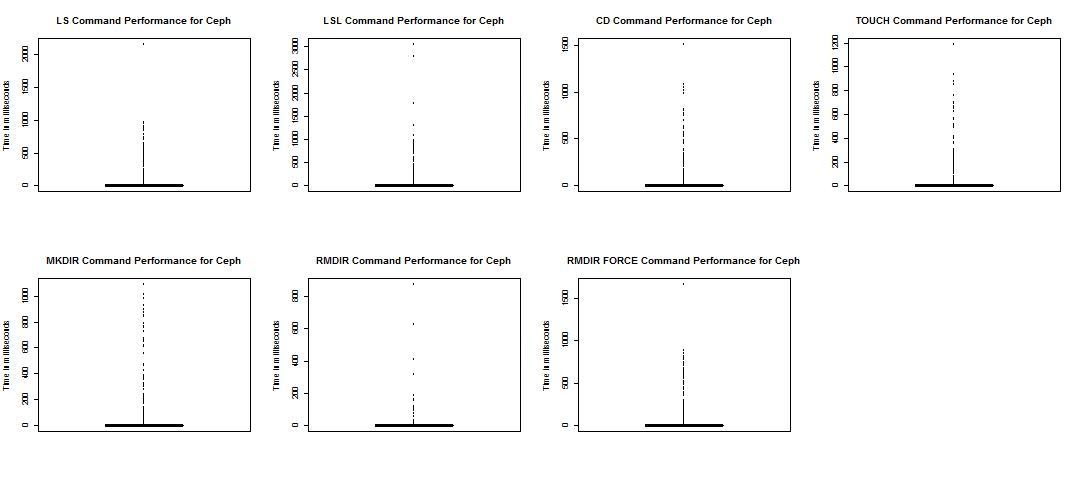 LS Command Performance for Ceph
Time in milliseconds
2000
1500
1000
500
0
LSL Command Performance for Ceph
Time in milliseconds
3000
2500
2000
1500
1000
500
0
CD Command Performance for Ceph
Time in milliseconds
1500
1000
500
0
TOUCH Command Performance for Ceph
Time in milliseconds
1200
1000
800
600
400
200
0
MKDIR Command Performance for Ceph
Time in milliseconds
1000
800
600
400
200
0
RMDIR Command Performance for Ceph
Time in milliseconds
800
600
400
200
0
RMDIR FORCE Command Performance for Ceph
Time in milliseconds
1500
1000
500
0